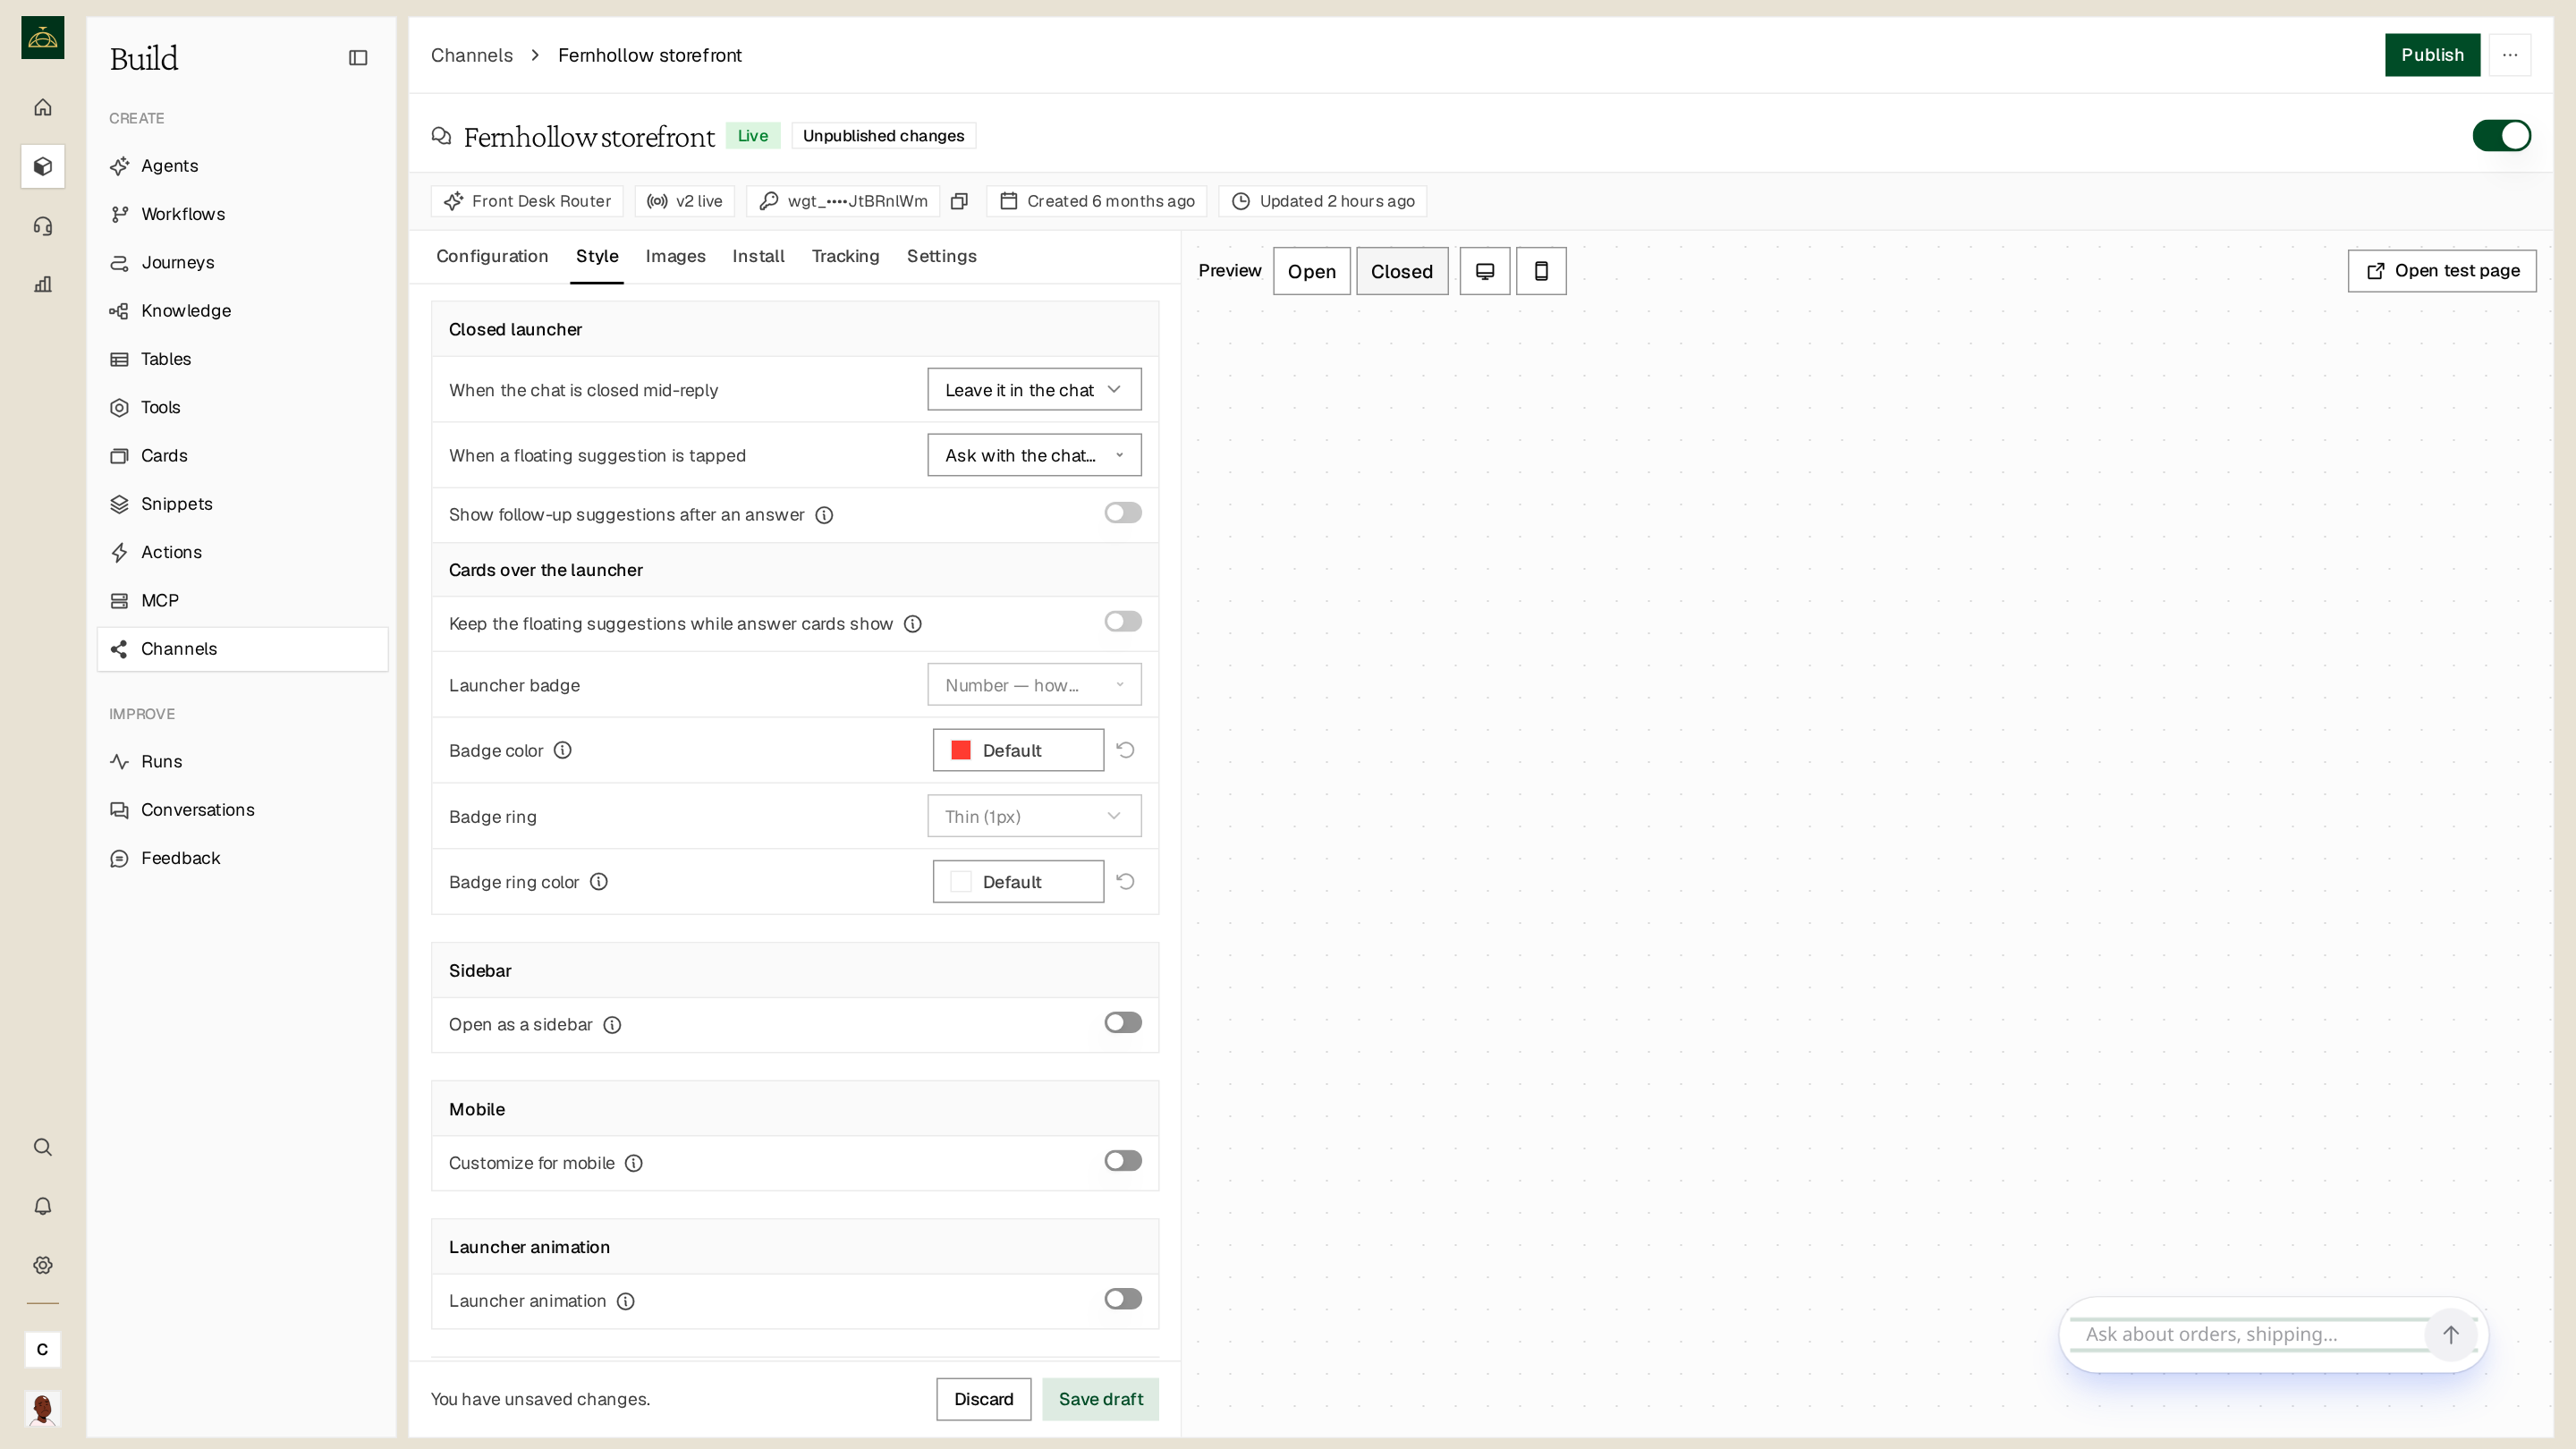 Build
CREATE
Agents
Workflows
Journeys
Knowledge
Tables
Tools
Cards
Snippets
Actions
MCP
Channels
IMPROVE
Runs
Conversations
Feedback
C
Channels
Fernhollow storefront
Publish
Fernhollow storefront
Live
Unpublished changes
Front Desk Router
v2 live
wgt_••••JtBRnlWm
Created 6 months ago
Updated 2 hours ago
Configuration
Style
Images
Install
Tracking
Settings
Closed launcher
When the chat is closed mid-reply
Leave it in the chat
When a floating suggestion is tapped
Ask with the chat...
Show follow-up suggestions after an answer
Cards over the launcher
Keep the floating suggestions while answer cards show
Launcher badge
Number — how...
Badge color
Default
Badge ring
Thin (1px)
Badge ring color
Default
Sidebar
Open as a sidebar
Mobile
Customize for mobile
Launcher animation
Launcher animation
You have unsaved changes.
Discard
Save draft
Preview
Open
Closed
Open test page
Ask about orders, shipping...